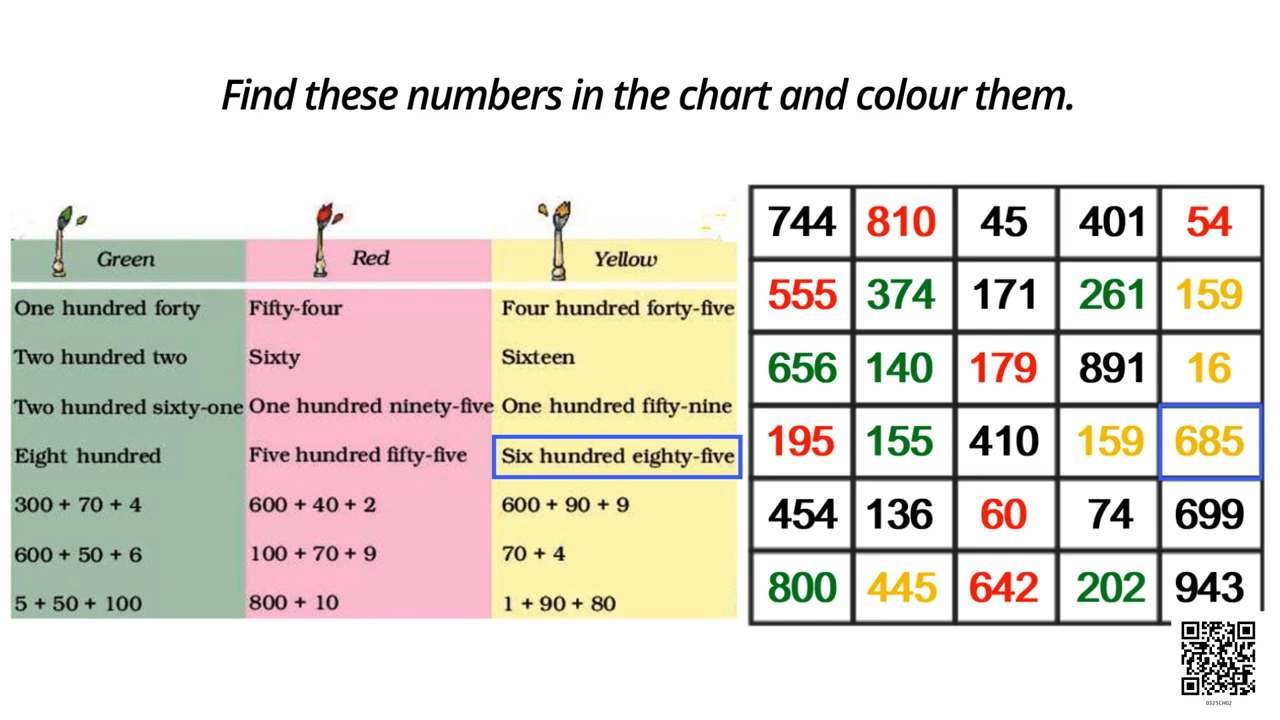 Find these numbers in the chart and colour them.
Green Red Yellow
One hundred forty Fifty-four Four hundred forty-five
Two hundred two Sixty Sixteen
Two hundred sixty-one One hundred ninety-five One hundred fifty-nine
Eight hundred Five hundred fifty-five Six hundred eighty-five
300 + 70 + 4 600 + 40 + 2 600 + 90 + 9
600 + 50 + 6 100 + 70 + 9 70 + 4
5 + 50 + 100 800 + 10 1 + 90 + 80
744 810 45 401 54
555 374 171 261 159
656 140 179 891 16
195 155 410 159 685
454 136 60 74 699
800 445 642 202 943
0325CH02